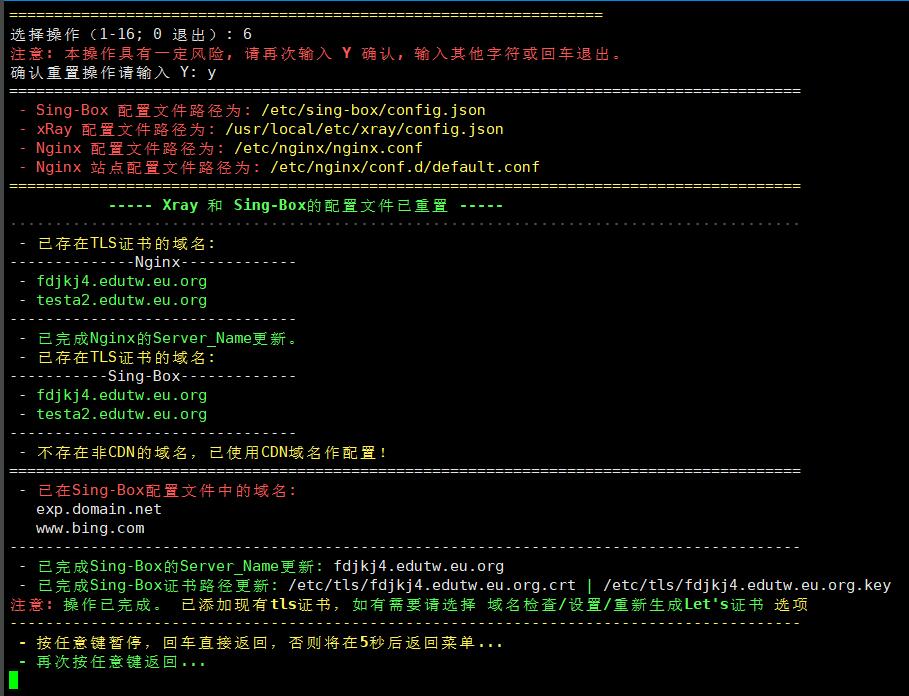 ==================================================================
选择操作（1-16; 0 退出）: 6
注意: 本操作具有一定风险, 请再次输入 Y 确认, 输入其他字符或回车退出。
确认重置操作请输入 Y: y
========================================================================================
- Sing-Box 配置文件路径为: /etc/sing-box/config.json
- xRay 配置文件路径为: /usr/local/etc/xray/config.json
- Nginx 配置文件路径为: /etc/nginx/nginx.conf
- Nginx 站点配置文件路径为: /etc/nginx/conf.d/default.conf
========================================================================================
----- Xray 和 Sing-Box的配置文件已重置 -----
........................................................................................
- 已存在TLS证书的域名:
--------------Nginx-------------
- fdjkj4.edutw.eu.org
- testa2.edutw.eu.org
--------------------------------
- 已完成Nginx的Server_Name更新。
- 已存在TLS证书的域名:
-----------Sing-Box-------------
- fdjkj4.edutw.eu.org
- testa2.edutw.eu.org
--------------------------------
- 不存在非CDN的域名, 已使用CDN域名作配置!
========================================================================================
- 已在Sing-Box配置文件中的域名:
exp.domain.net
www.bing.com
----------------------------------------------------------------------------------------
- 已完成Sing-Box的Server_Name更新: fdjkj4.edutw.eu.org
- 已完成Sing-Box证书路径更新: /etc/tls/fdjkj4.edutw.eu.org.crt | /etc/tls/fdjkj4.edutw.eu.org.key
注意: 操作已完成。 已添加现有tls证书, 如有需要请选择 域名检查/设置/重新生成Let's证书 选项
----------------------------------------------------------------------------------------
- 按任意键暂停, 回车直接返回, 否则将在5秒后返回菜单...
- 再次按任意键返回...